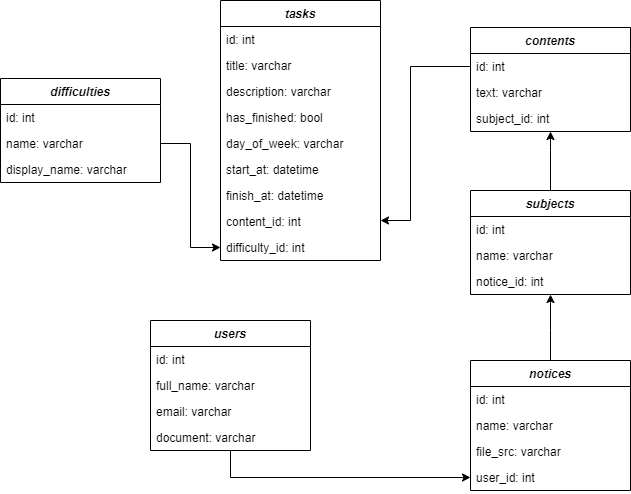 tasks
id: int
title: varchar
description: varchar
has_finished: bool
day_of_week: varchar
start_at: datetime
finish_at: datetime
content_id: int
difficulty_id: int
contents
id: int
text: varchar
subject_id: int
difficulties
id: int
name: varchar
display_name: varchar
subjects
id: int
name: varchar
notice_id: int
users
id: int
full_name: varchar
email: varchar
document: varchar
notices
id: int
name: varchar
file_src: varchar
user_id: int